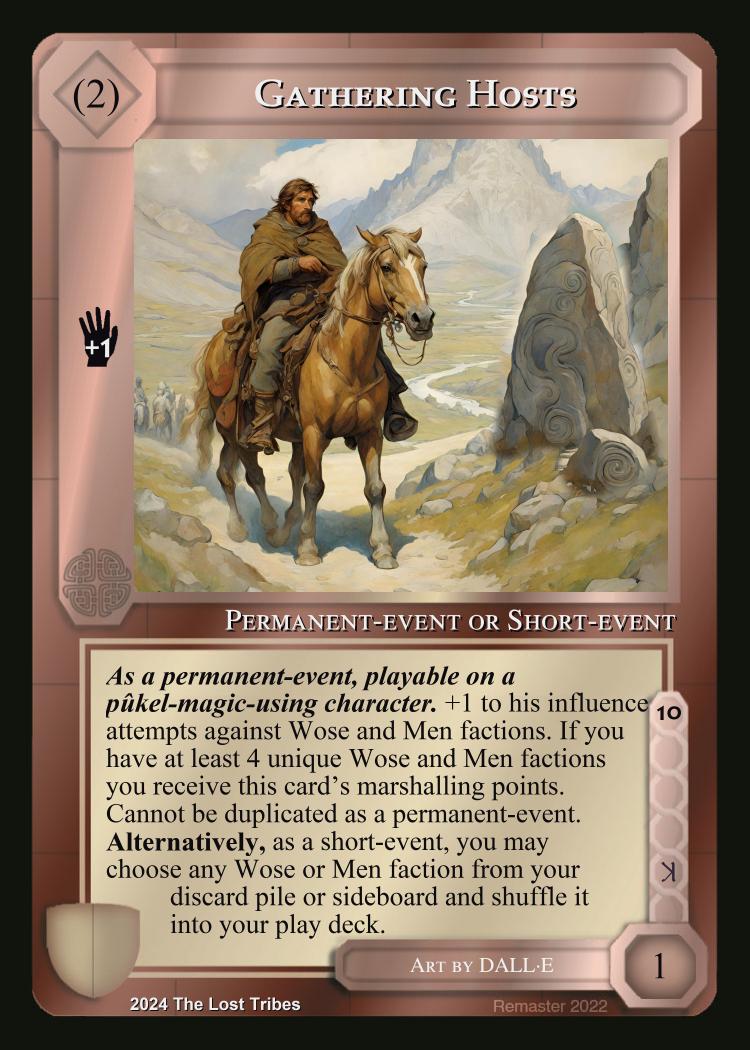 (2)
Gathering Hosts
+1
Permanent-event or Short-event
As a permanent-event, playable on a
pûkel-magic-using character. +1 to his influence
attempts against Wose and Men factions. If you
have at least 4 unique Wose and Men factions
you receive this card’s marshalling points.
Cannot be duplicated as a permanent-event.
Alternatively, as a short-event, you may
choose any Wose or Men faction from your
discard pile or sideboard and shuffle it
into your play deck.
10
1
Art by DALL·E
2024 The Lost Tribes
Remaster 2022